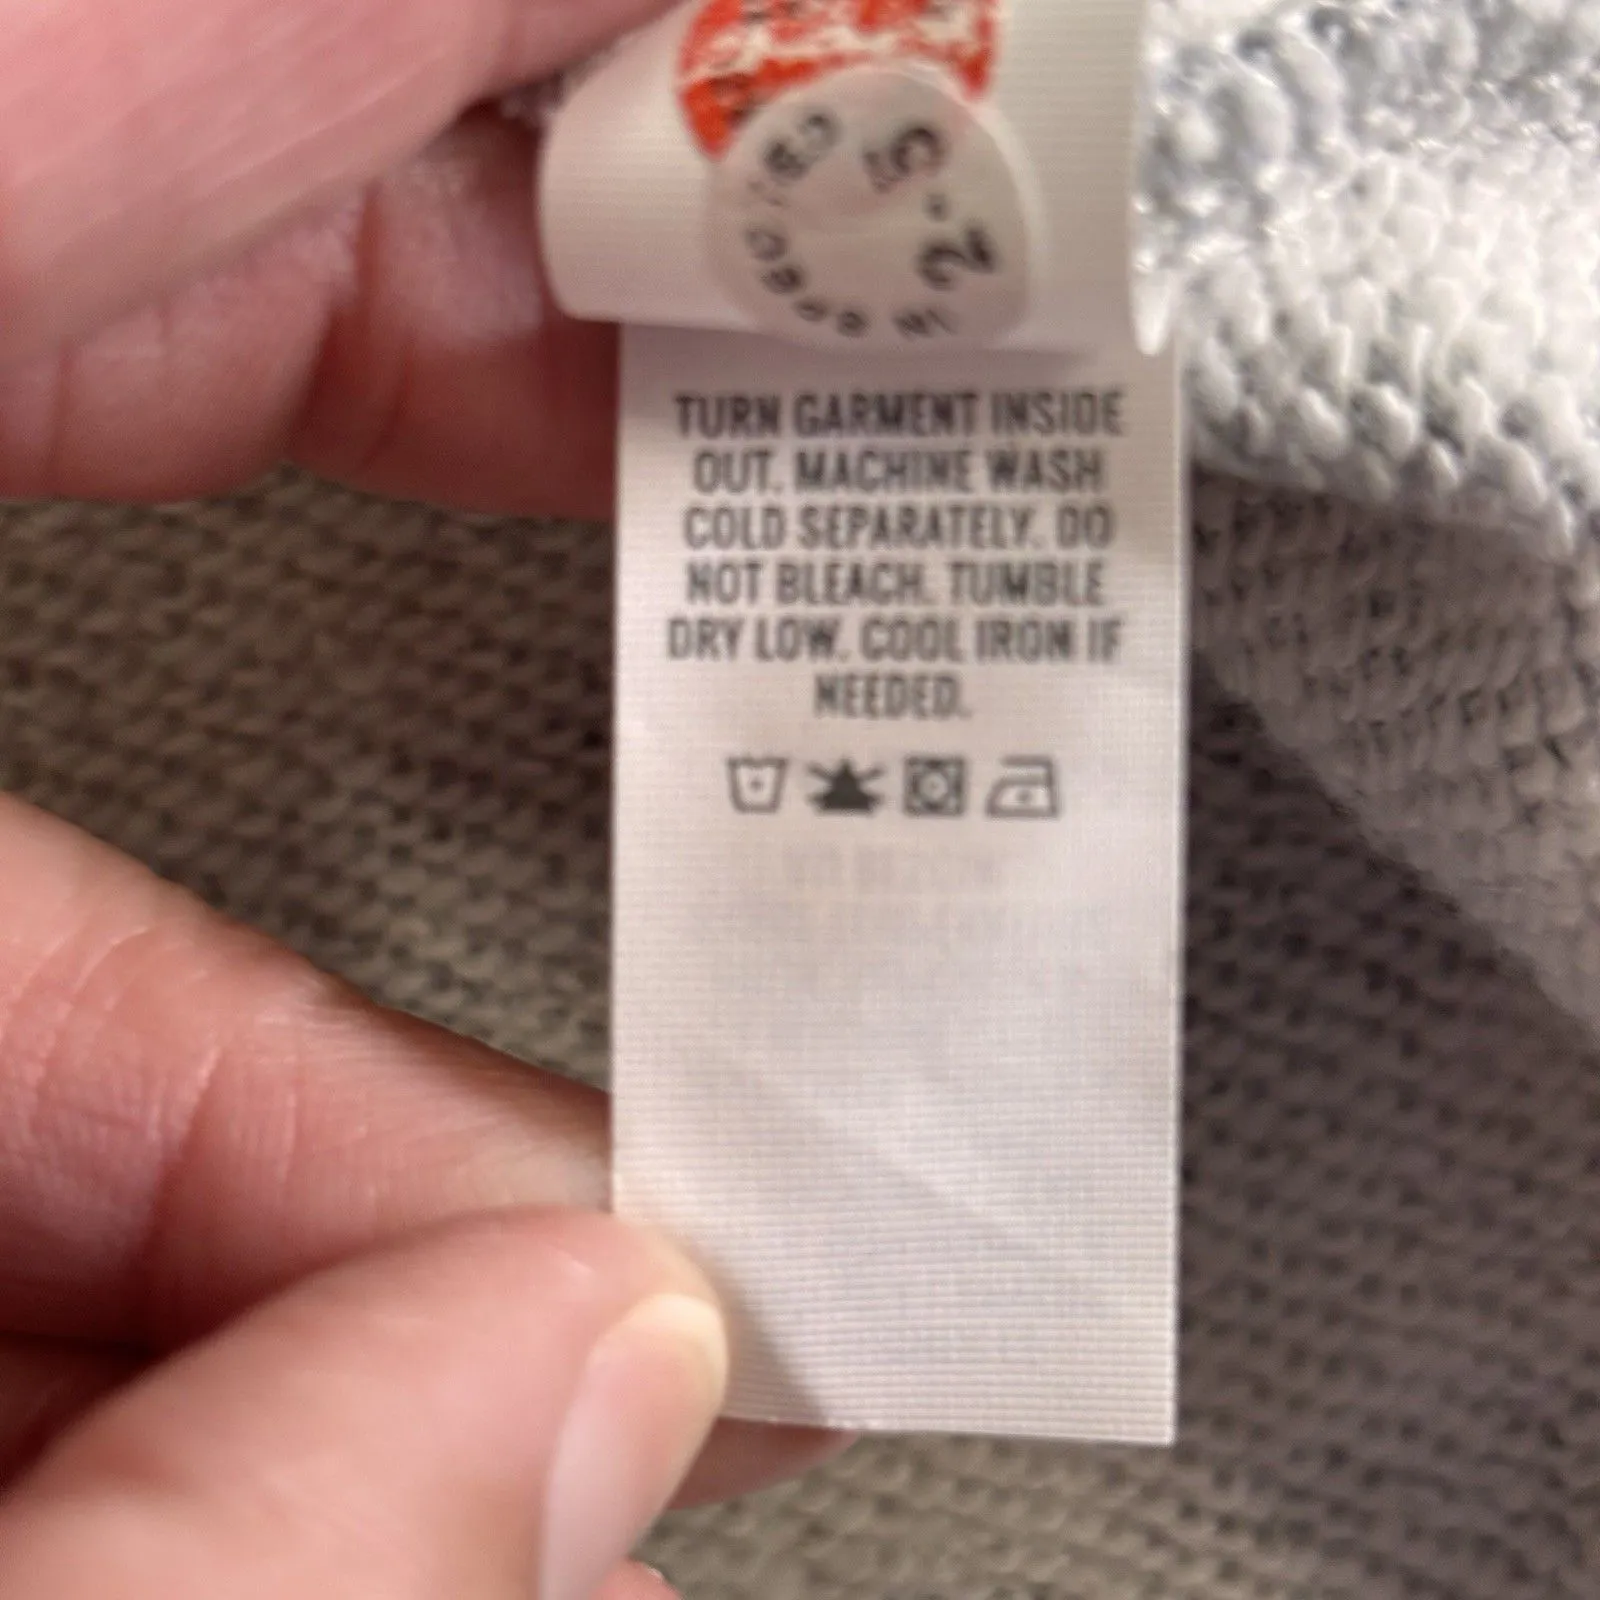 TURN GARMENT INSIDE
OUT. MACHINE WASH
COLD SEPARATELY. DO
NOT BLEACH. TUMBLE
DRY LOW. COOL IRON IF
NEEDED.